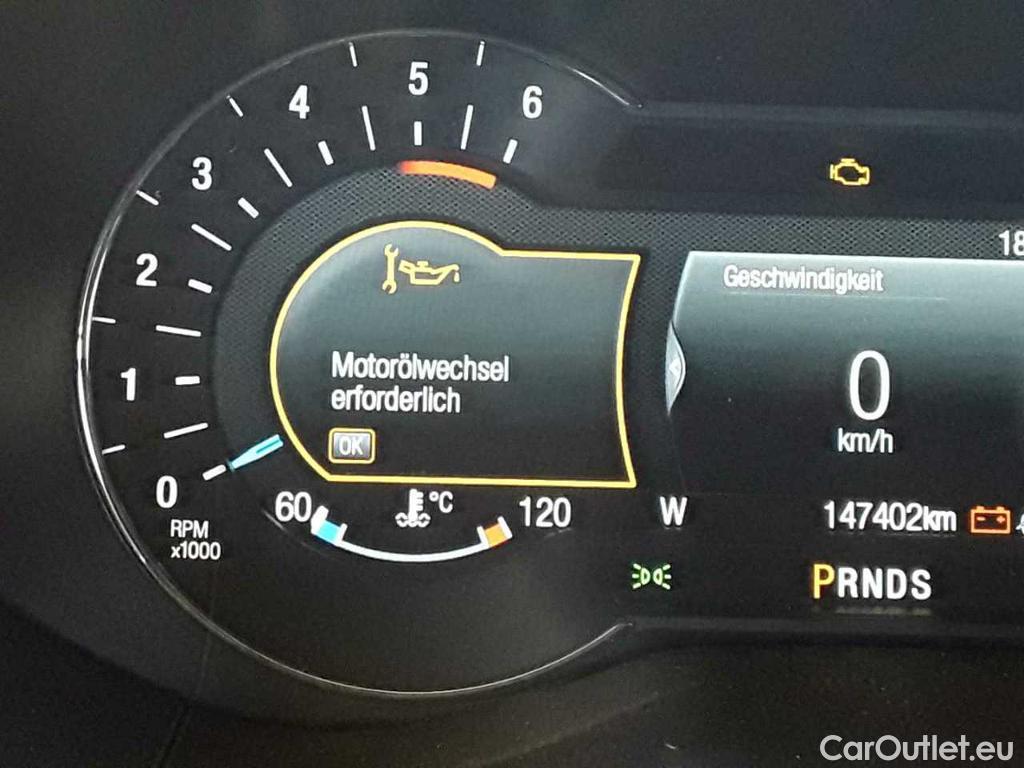 5
4
6
3
2
1
0
RPM
x1000
18
Geschwindigkeit
Motorölwechsel
erforderlich
OK
0
km/h
60
°C
120
W
147402km
PRNDS
CarOutlet.eu